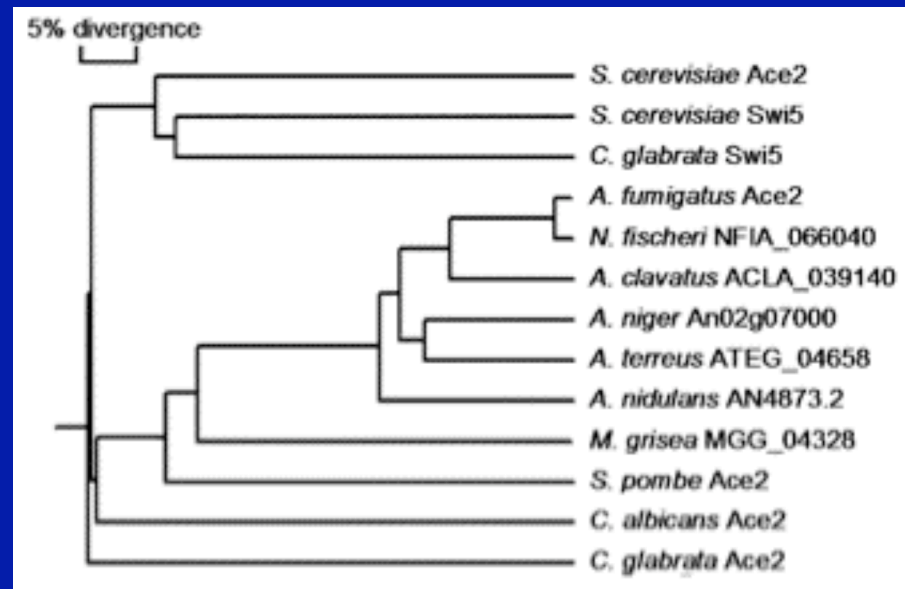 5% divergence
S. cerevisiae Ace2
S. cerevisiae Swi5
C. glabrata Swi5
A. fumigatus Ace2
N. fischeri NFIA_066040
A. clavatus ACLA_039140
A. niger An02g07000
A. terreus ATEG_04658
A. nidulans AN4873.2
M. grisea MGG_04328
S. pombe Ace2
C. albicans Ace2
C. glabrata Ace2